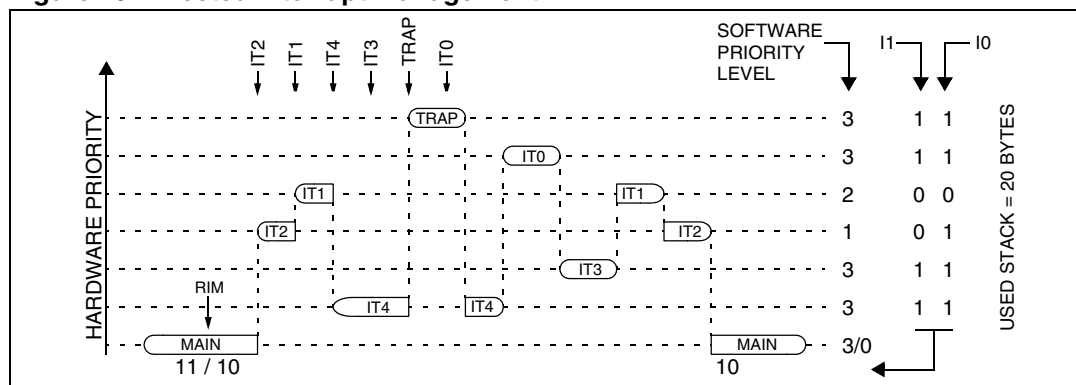 SOFTWARE
PRIORITY
LEVEL
I1
I0
IT2
IT1
IT4
IT3
TRAP
IT0
HARDWARE PRIORITY
TRAP
3
1 1
IT0
3
1 1
IT1
IT1
2
0 0
IT2
IT2
1
0 1
IT3
3
1 1
RIM
IT4
IT4
3
1 1
MAIN
MAIN
3/0
11 / 10
10
USED STACK = 20 BYTES